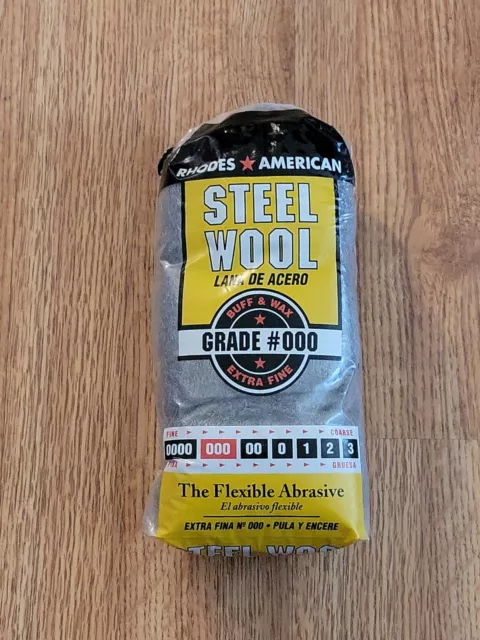 RHODES ★ AMERICAN
STEEL
WOOL
LANA DE ACERO
BUFF & WAX
GRADE #000
EXTRA FINE
FINE COARSE
0000 000 00 0 1 2 3
FINA GRUESA
The Flexible Abrasive
El abrasivo flexible
EXTRA FINA Nº 000 • PULA Y ENCERE
STEEL WOOL